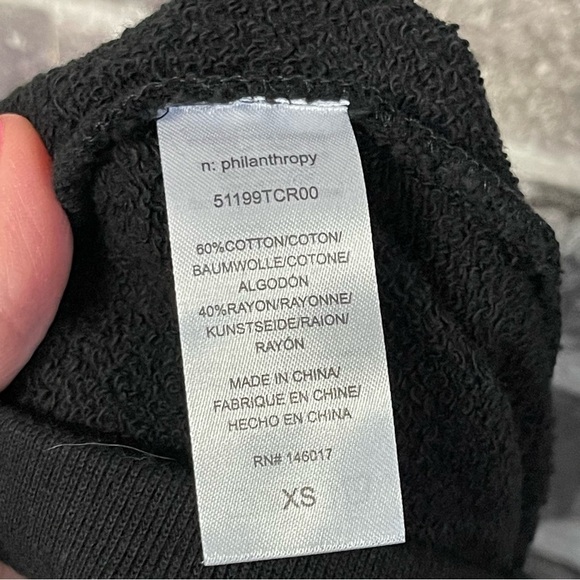 n: philanthropy
51199TCR00
60%COTTON/COTON/
BAUMWOLLE/COTONE/
ALGODÓN
40%RAYON/RAYONNE/
KUNSTSEIDE/RAION/
RAYÓN
MADE IN CHINA/
FABRIQUE EN CHINE/
HECHO EN CHINA
RN# 146017
XS